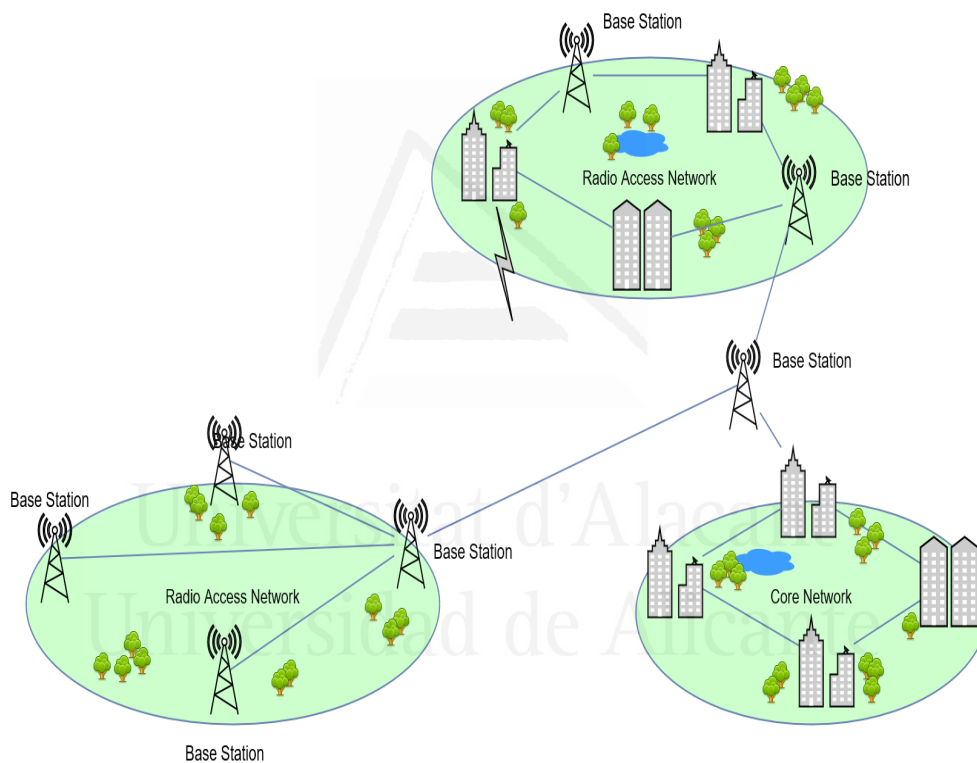 Base Station
Radio Access Network
Base Station
Base Station
Base Station
Base Station
Base Station
Radio Access Network
Core Network
Base Station
Universitat d'Alacant
Universidad de Alicante